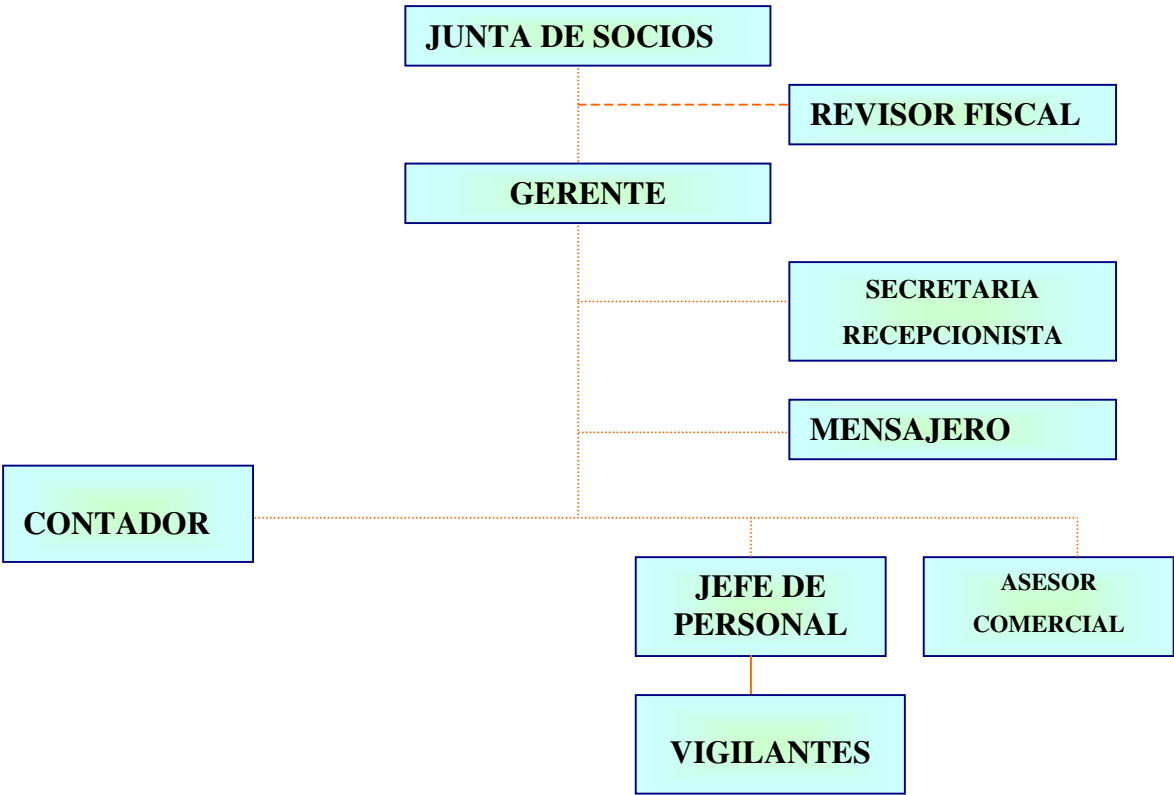 JUNTA DE SOCIOS
REVISOR FISCAL
GERENTE
SECRETARIA
RECEPCIONISTA
MENSAJERO
CONTADOR
JEFE DE
PERSONAL
ASESOR
COMERCIAL
VIGILANTES